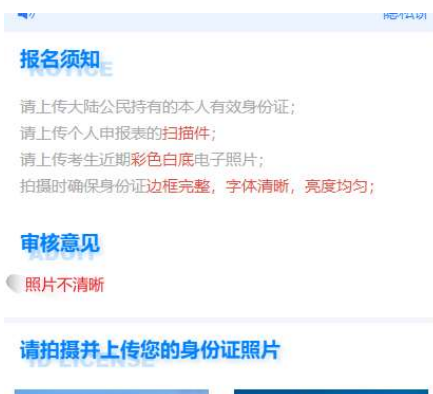 报名须知
NOTICE
请上传大陆公民持有的本人有效身份证;
请上传个人申报表的扫描件;
请上传考生近期彩色白底电子照片;
拍摄时确保身份证边框完整，字体清晰，亮度均匀;
审核意见
照片不清晰
请拍摄并上传您的身份证照片
ID LICENSE